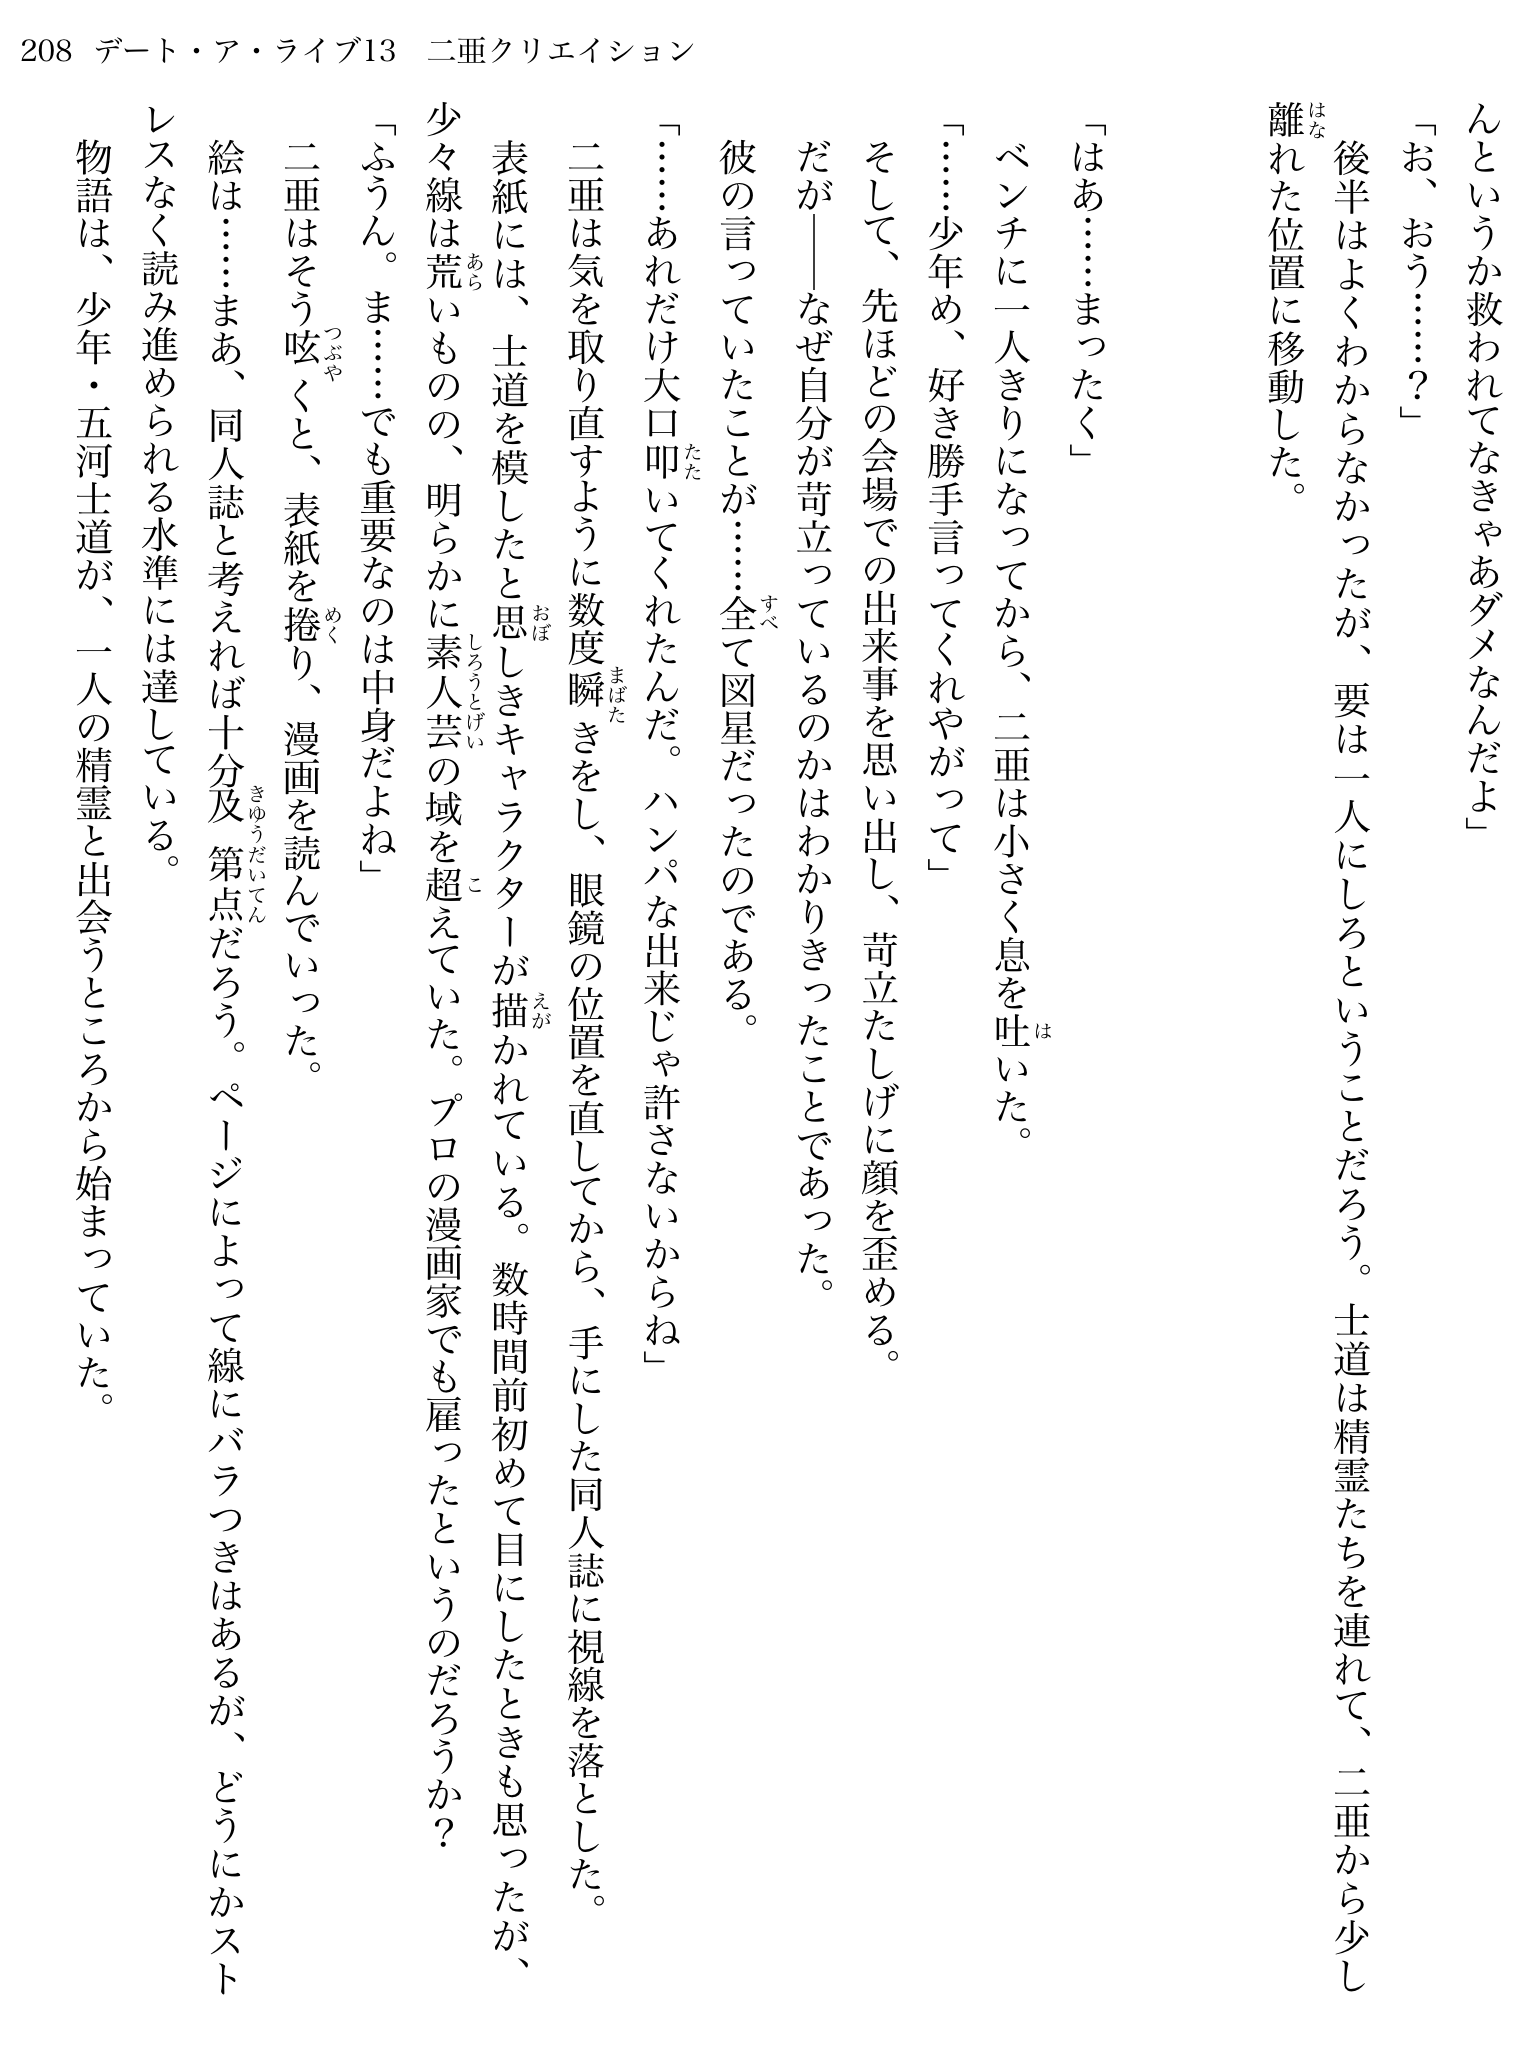 208 デート・ア・ライブ13　二亜クリエイション
んというか救われてなきゃあダメなんだよ」
「お、おう……？」
後半はよくわからなかったが、要は一人にしろということだろう。士道は精霊たちを連れて、二亜から少し
離れた位置に移動した。
「はあ……まったく」
ベンチに一人きりになってから、二亜は小さく息を吐いた。
「……少年め、好き勝手言ってくれやがって」
そして、先ほどの会場での出来事を思い出し、苛立たしげに顔を歪める。
だが――なぜ自分が苛立っているのかはわかりきったことであった。
彼の言っていたことが……全て図星だったのである。
「……あれだけ大口叩いてくれたんだ。ハンパな出来じゃ許さないからね」
二亜は気を取り直すように数度瞬きをし、眼鏡の位置を直してから、手にした同人誌に視線を落とした。
表紙には、士道を模したと思しきキャラクターが描かれている。数時間前初めて目にしたときも思ったが、
少々線は荒いものの、明らかに素人芸の域を超えていた。プロの漫画家でも雇ったというのだろうか？
「ふうん。ま……でも重要なのは中身だよね」
二亜はそう呟くと、表紙を捲り、漫画を読んでいった。
絵は……まあ、同人誌と考えれば十分及第点だろう。ページによって線にバラつきはあるが、どうにかスト
レスなく読み進められる水準には達している。
物語は、少年・五河士道が、一人の精霊と出会うところから始まっていた。